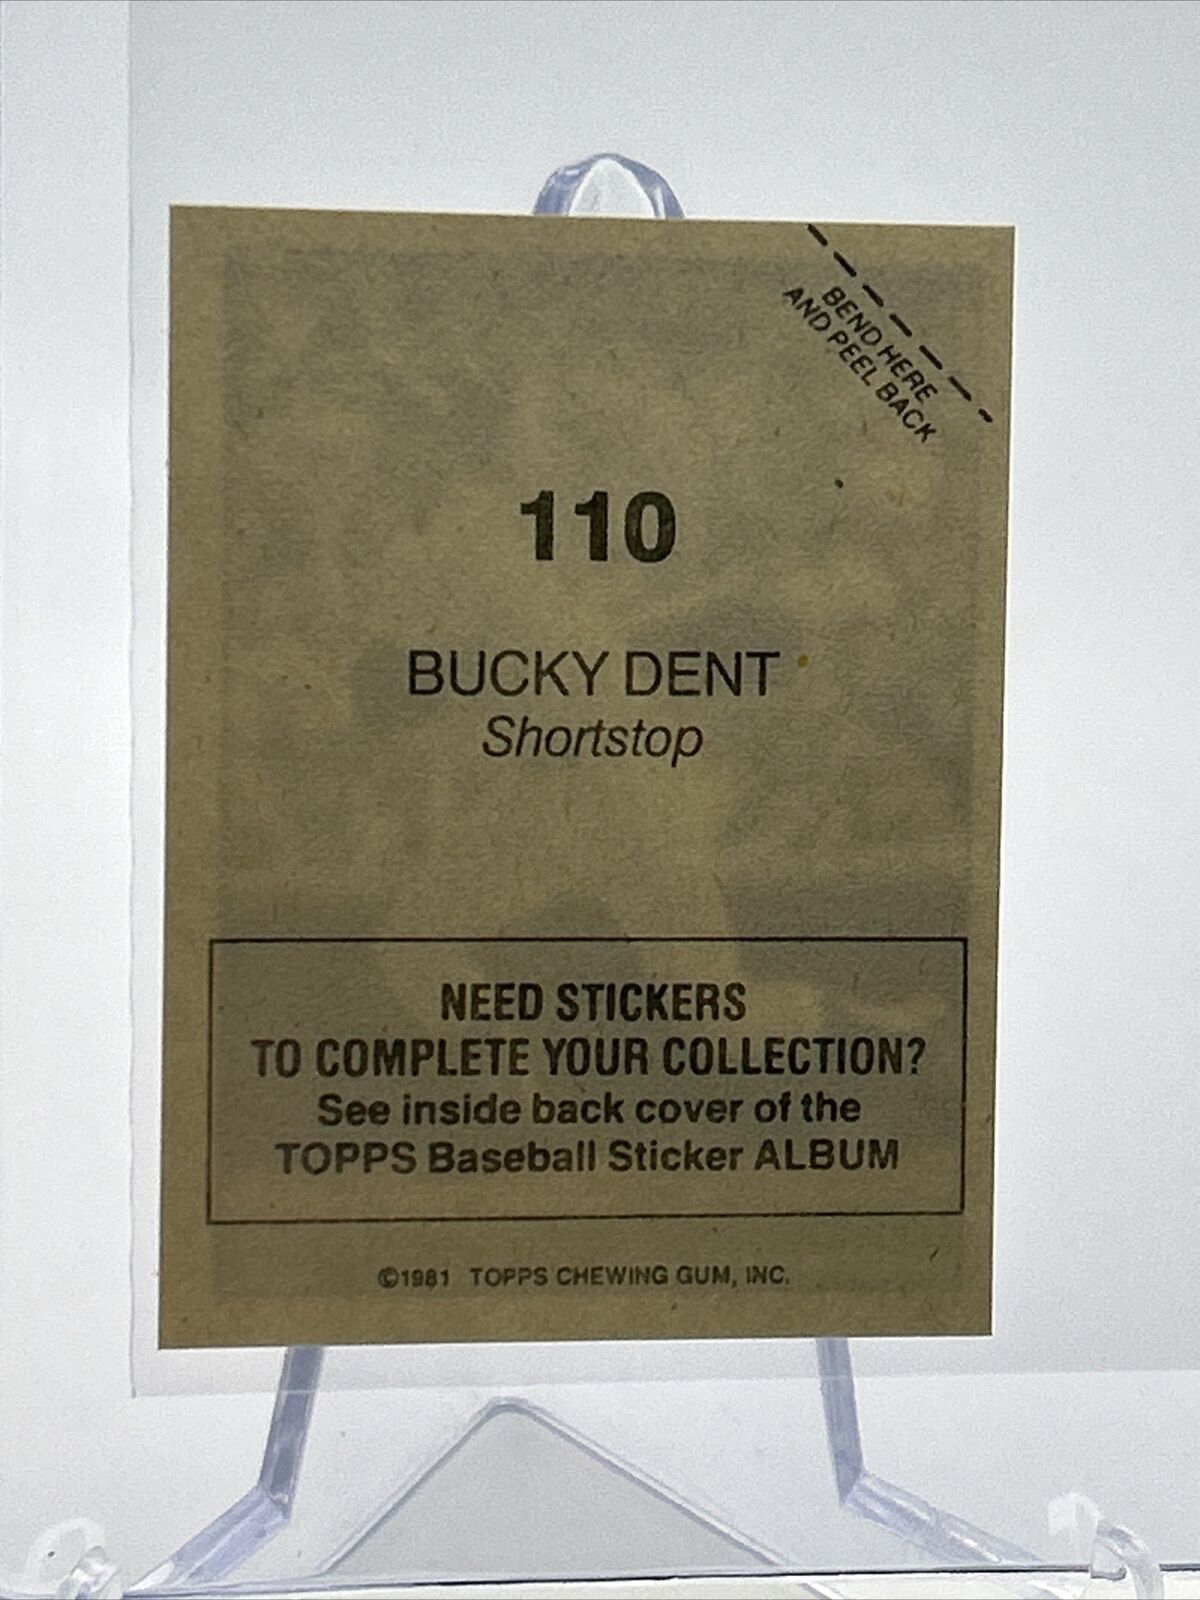 BEND HERE
AND PEEL BACK
110
BUCKY DENT
Shortstop
NEED STICKERS
TO COMPLETE YOUR COLLECTION?
See inside back cover of the
TOPPS Baseball Sticker ALBUM
©1981 TOPPS CHEWING GUM, INC.